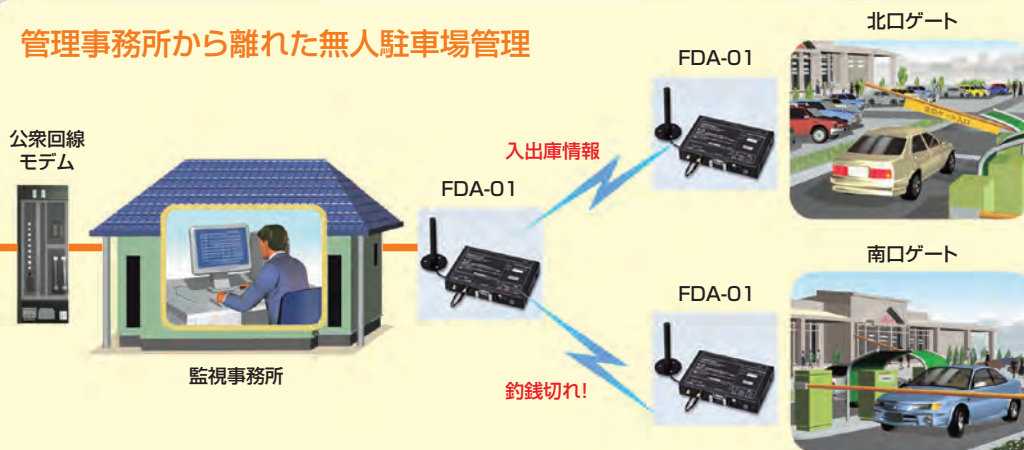 管理事務所から離れた無人駐車場管理
公衆回線
モデム
監視事務所
FDA-01
入出庫情報
釣銭切れ!
FDA-01
北口ゲート
FDA-01
南口ゲート